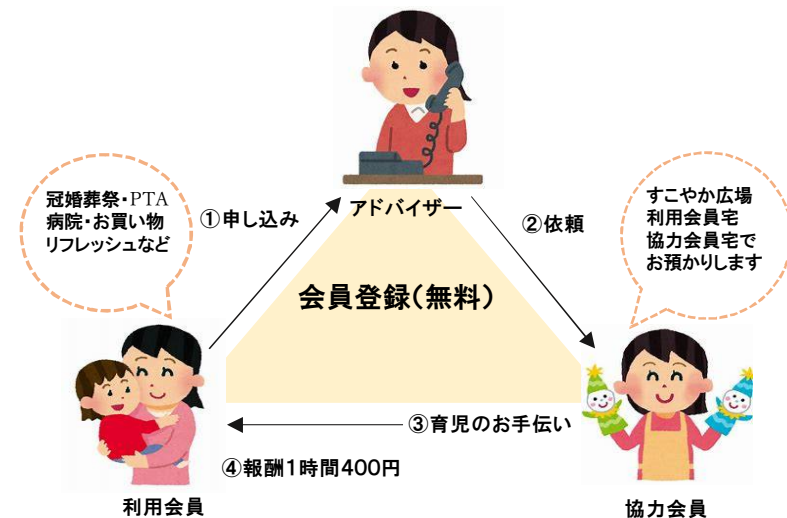 アドバイザー
冠婚葬祭・PTA
病院・お買い物
リフレッシュなど
①申し込み
②依頼
すこやか広場
利用会員宅
協力会員宅で
お預かりします
会員登録(無料)
③育児のお手伝い
④報酬1時間400円
利用会員
協力会員